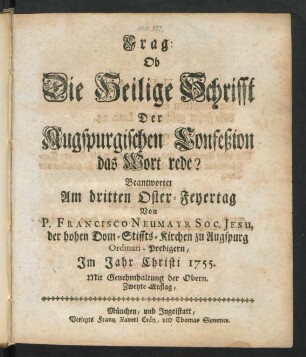 Frag:
Ob
Die Heilige Schrifft
Der
Augspurgischen Confeßion
das Wort rede?
Beantwortet
Am dritten Oster-Feyertag
Von
P. FRANCISCO NEUMAYR SOC. JESU,
der hohen Dom-Stiffts-Kirchen zu Augspurg
Ordinari-Predigern,
Im Jahr Christi 1755.
Mit Genehmhaltung der Obern.
Zweyte Auflag,
München, und Ingolstatt,
Verlegts Frantz Xaveri Crätz, und Thomas Summer.